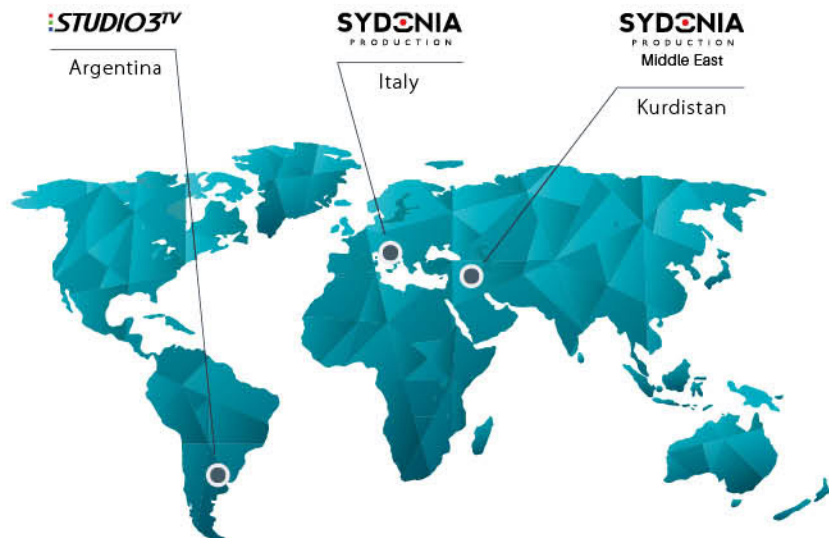 STUDIO3TV
Argentina
SYDONIA
PRODUCTION
Italy
SYDONIA
PRODUCTION
Middle East
Kurdistan